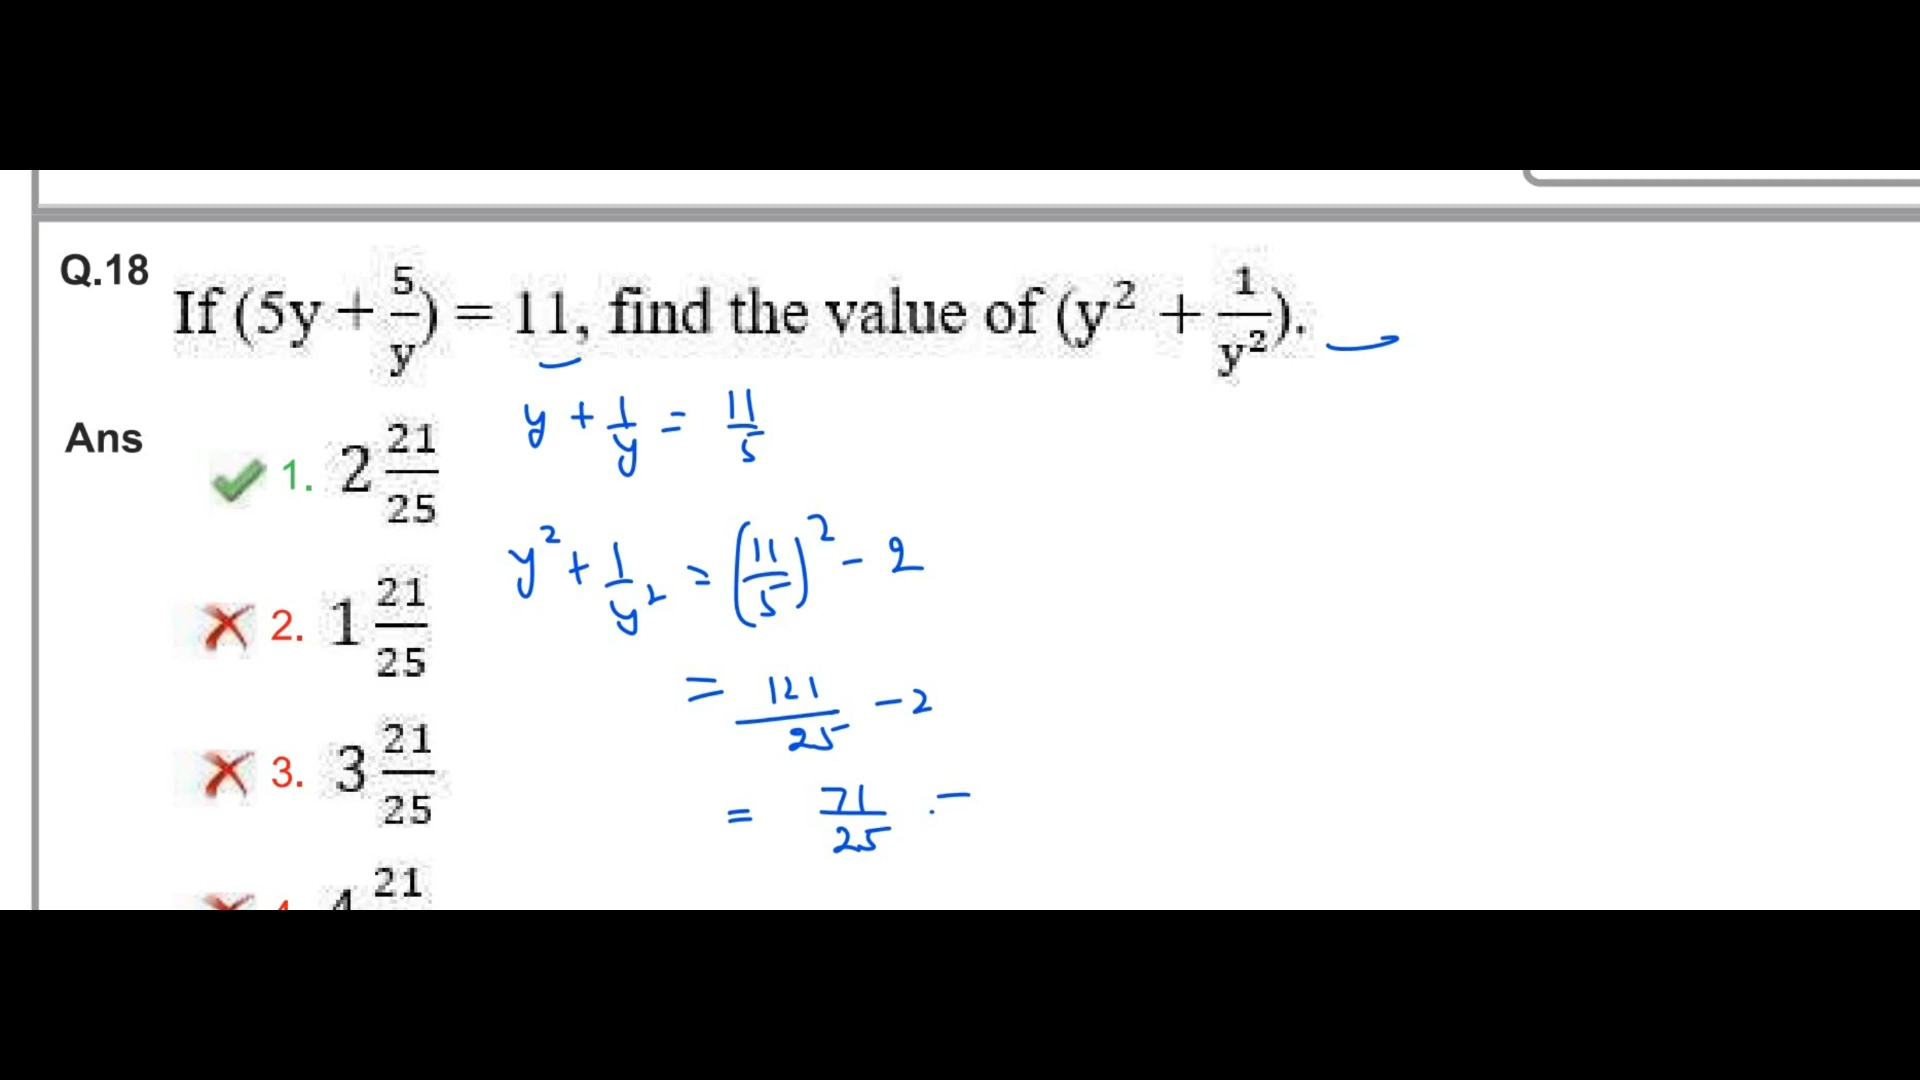 Q.18 If (5y + 5/y) = 11, find the value of (y² + 1/y²).
y + 1/y = 11/5
Ans
1. 2 21/25
y² + 1/y² = (11/5)² - 2
2. 1 21/25
= 121/25 - 2
3. 3 21/25
= 71/25 . -
21